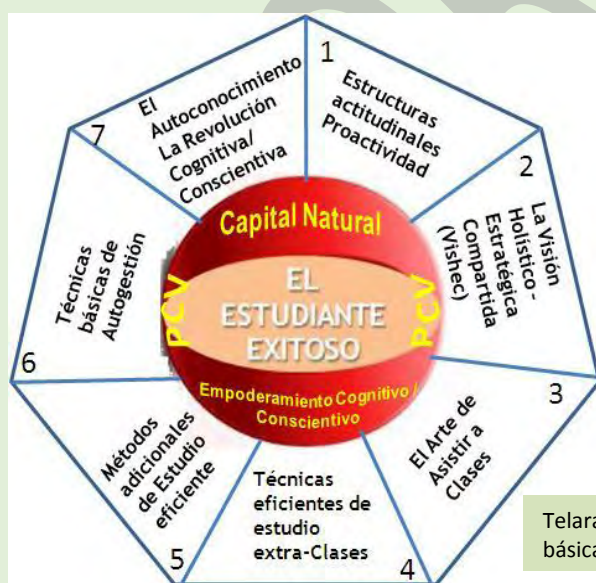 1
Estructuras
actitudinales
Proactividad
2
La Visión
Holístico -
Estratégica
Compartida
(Vishec)
3
El Arte de
Asistir a
Clases
4
Técnicas
eficientes de
estudio
extra-Clases
5
Métodos
adicionales
de Estudio
eficiente
6
Técnicas
básicas de
Autogestión
7
El
Autoconocimiento
La Revolución
Cognitiva/
Conscientiva
Capital Natural
PCV
EL
ESTUDIANTE
EXITOSO
PCV
Empoderamiento Cognitivo /
Conscientivo
básica